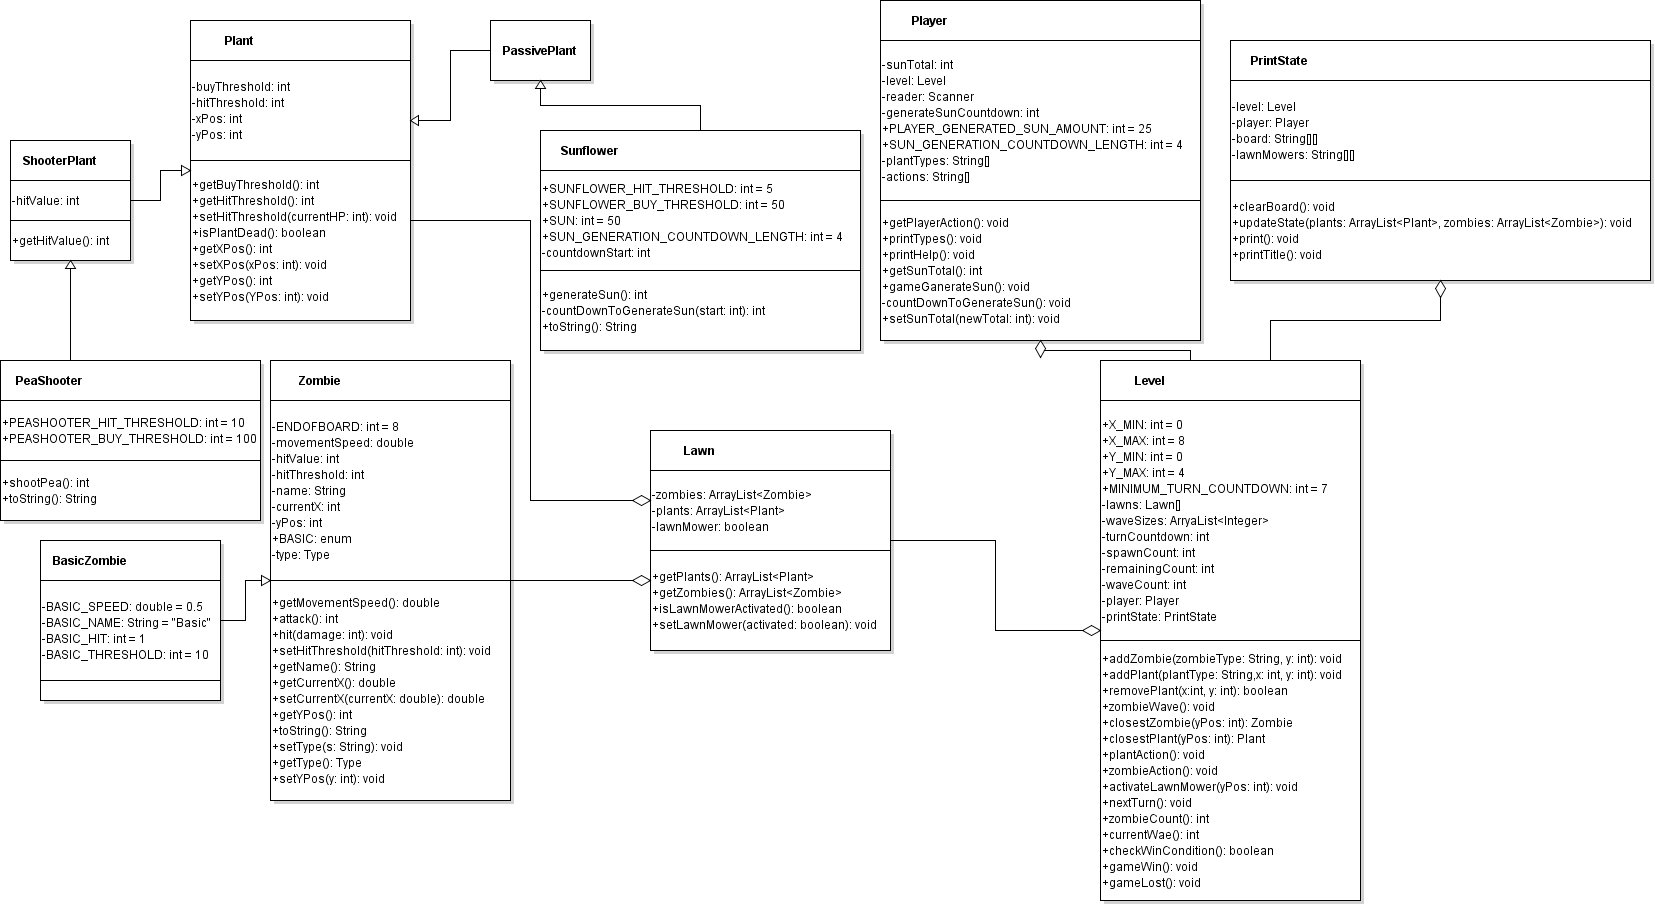 Plant
-buyThreshold: int
-hitThreshold: int
-xPos: int
-yPos: int
+getBuyThreshold(): int
+getHitThreshold(): int
+setHitThreshold(currentHP: int): void
+isPlantDead(): boolean
+getXPos(): int
+setXPos(xPos: int): void
+getYPos(): int
+setYPos(YPos: int): void
PassivePlant
ShooterPlant
-hitValue: int
+getHitValue(): int
Sunflower
+SUNFLOWER_HIT_THRESHOLD: int = 5
+SUNFLOWER_BUY_THRESHOLD: int = 50
+SUN: int = 50
+SUN_GENERATION_COUNTDOWN_LENGTH: int = 4
-countdownStart: int
+generateSun(): int
-countDownToGenerateSun(start: int): int
+toString(): String
Player
-sunTotal: int
-level: Level
-reader: Scanner
-generateSunCountdown: int
+PLAYER_GENERATED_SUN_AMOUNT: int = 25
+SUN_GENERATION_COUNTDOWN_LENGTH: int = 4
-plantTypes: String[]
-actions: String[]
+getPlayerAction(): void
+printTypes(): void
+printHelp(): void
+getSunTotal(): int
+gameGanerateSun(): void
-countDownToGenerateSun(): void
+setSunTotal(newTotal: int): void
PrintState
-level: Level
-player: Player
-board: String[][]
-lawnMowers: String[][]
+clearBoard(): void
+updateState(plants: ArrayList<Plant>, zombies: ArrayList<Zombie>): void
+print(): void
+printTitle(): void
PeaShooter
+PEASHOOTER_HIT_THRESHOLD: int = 10
+PEASHOOTER_BUY_THRESHOLD: int = 100
+shootPea(): int
+toString(): String
BasicZombie
-BASIC_SPEED: double = 0.5
-BASIC_NAME: String = "Basic"
-BASIC_HIT: int = 1
-BASIC_THRESHOLD: int = 10
Zombie
-ENDOFBOARD: int = 8
-movementSpeed: double
-hitValue: int
-hitThreshold: int
-name: String
-currentX: int
-yPos: int
+BASIC: enum
-type: Type
+getMovementSpeed(): double
+attack(): int
+hit(damage: int): void
+setHitThreshold(hitThreshold: int): void
+getName(): String
+getCurrentX(): double
+setCurrentX(currentX: double): double
+getYPos(): int
+toString(): String
+setType(s: String): void
+getType(): Type
+setYPos(y: int): void
Lawn
-zombies: ArrayList<Zombie>
-plants: ArrayList<Plant>
-lawnMower: boolean
+getPlants(): ArrayList<Plant>
+getZombies(): ArrayList<Zombie>
+isLawnMowerActivated(): boolean
+setLawnMower(activated: boolean): void
Level
+X_MIN: int = 0
+X_MAX: int = 8
+Y_MIN: int = 0
+Y_MAX: int = 4
+MINIMUM_TURN_COUNTDOWN: int = 7
-lawns: Lawn[]
-waveSizes: ArryaList<Integer>
-turnCountdown: int
-spawnCount: int
-remainingCount: int
-waveCount: int
-player: Player
-printState: PrintState
+addZombie(zombieType: String, y: int): void
+addPlant(plantType: String,x: int, y: int): void
+removePlant(x:int, y: int): boolean
+zombieWave(): void
+closestZombie(yPos: int): Zombie
+closestPlant(yPos: int): Plant
+plantAction(): void
+zombieAction(): void
+activateLawnMower(yPos: int): void
+nextTurn(): void
+zombieCount(): int
+currentWae(): int
+checkWinCondition(): boolean
+gameWin(): void
+gameLost(): void